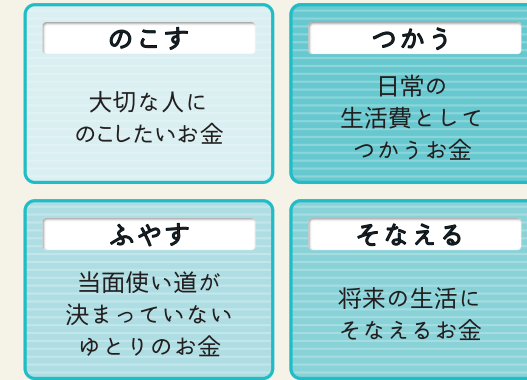 のこす
大切な人に
のこしたいお金
つかう
日常の
生活費として
つかうお金
ふやす
当面使い道が
決まっていない
ゆとりのお金
そなえる
将来の生活に
そなえるお金